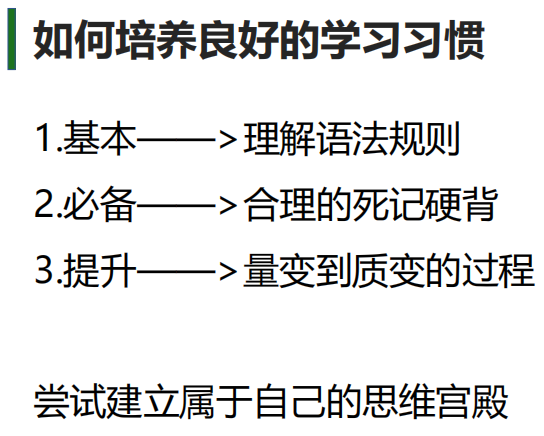 如何培养良好的学习习惯
1.基本——>理解语法规则
2.必备——>合理的死记硬背
3.提升——>量变到质变的过程
尝试建立属于自己的思维宫殿